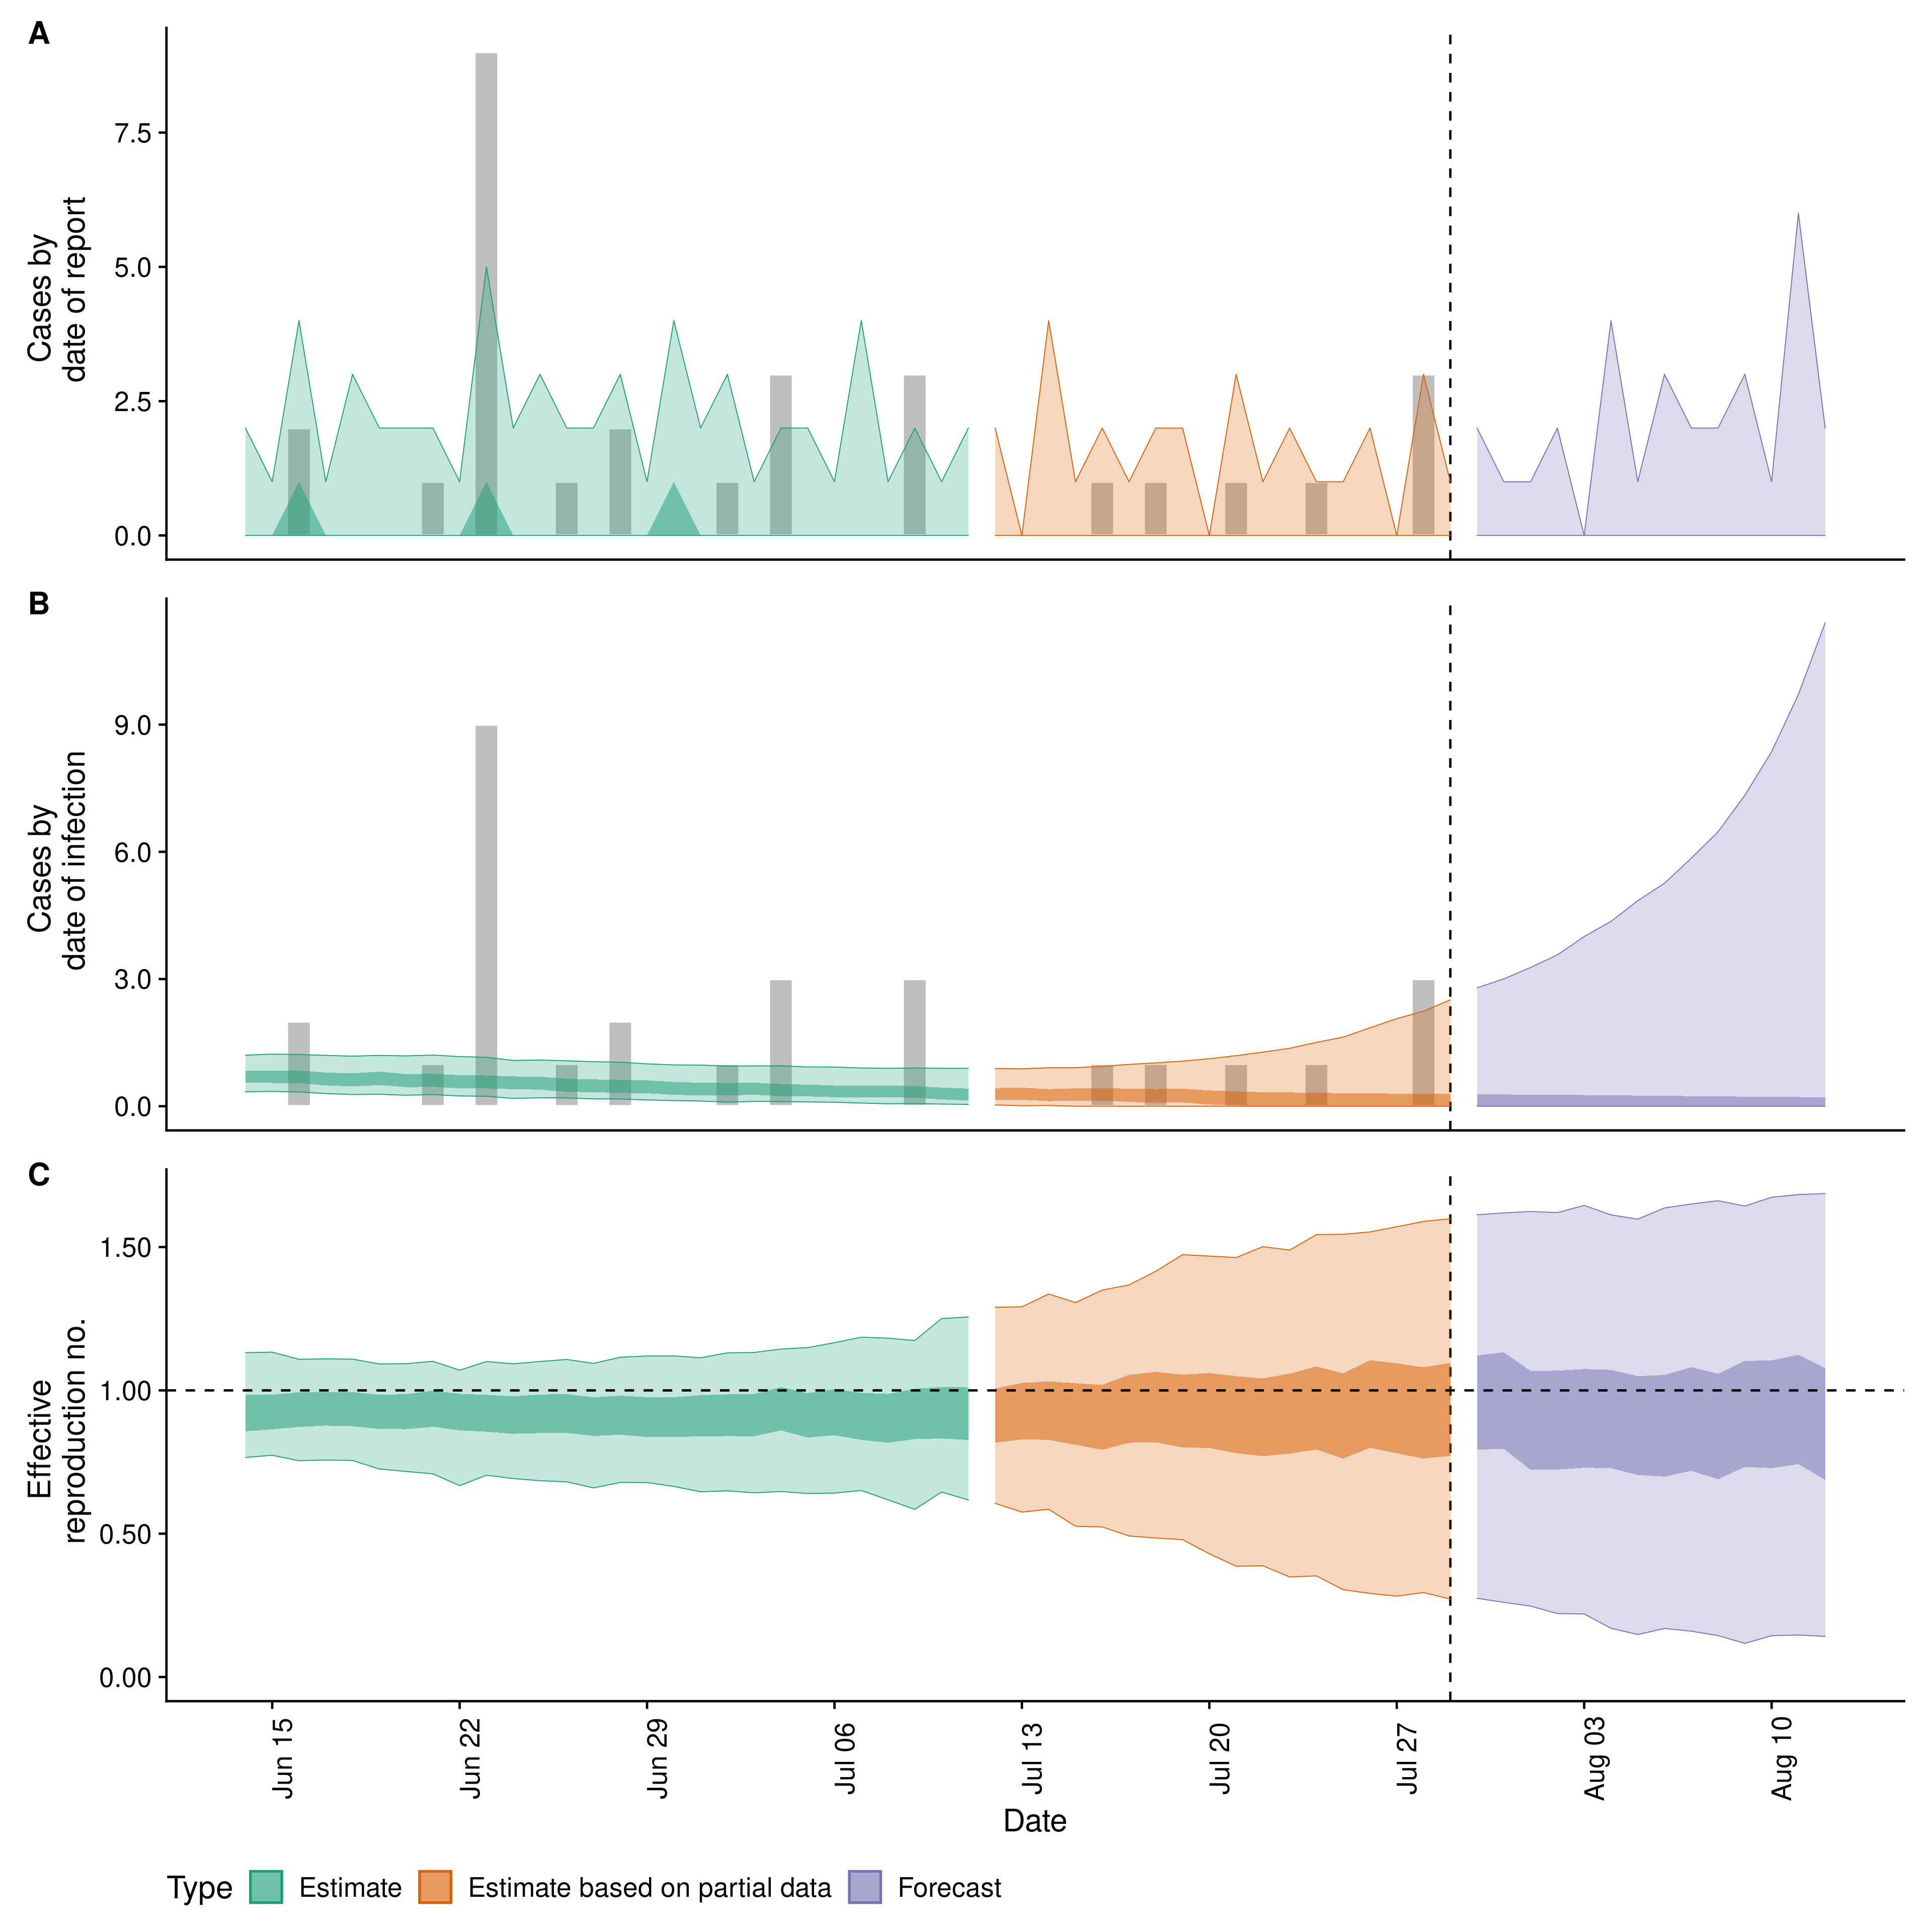 A
Cases by
date of report
7.5
5.0
2.5
0.0
B
Cases by
date of infection
9.0
6.0
3.0
0.0
C
Effective
reproduction no.
1.50
1.00
0.50
0.00
Jun 15
Jun 22
Jun 29
Jul 06
Jul 13
Jul 20
Jul 27
Aug 03
Aug 10
Date
Type Estimate Estimate based on partial data Forecast